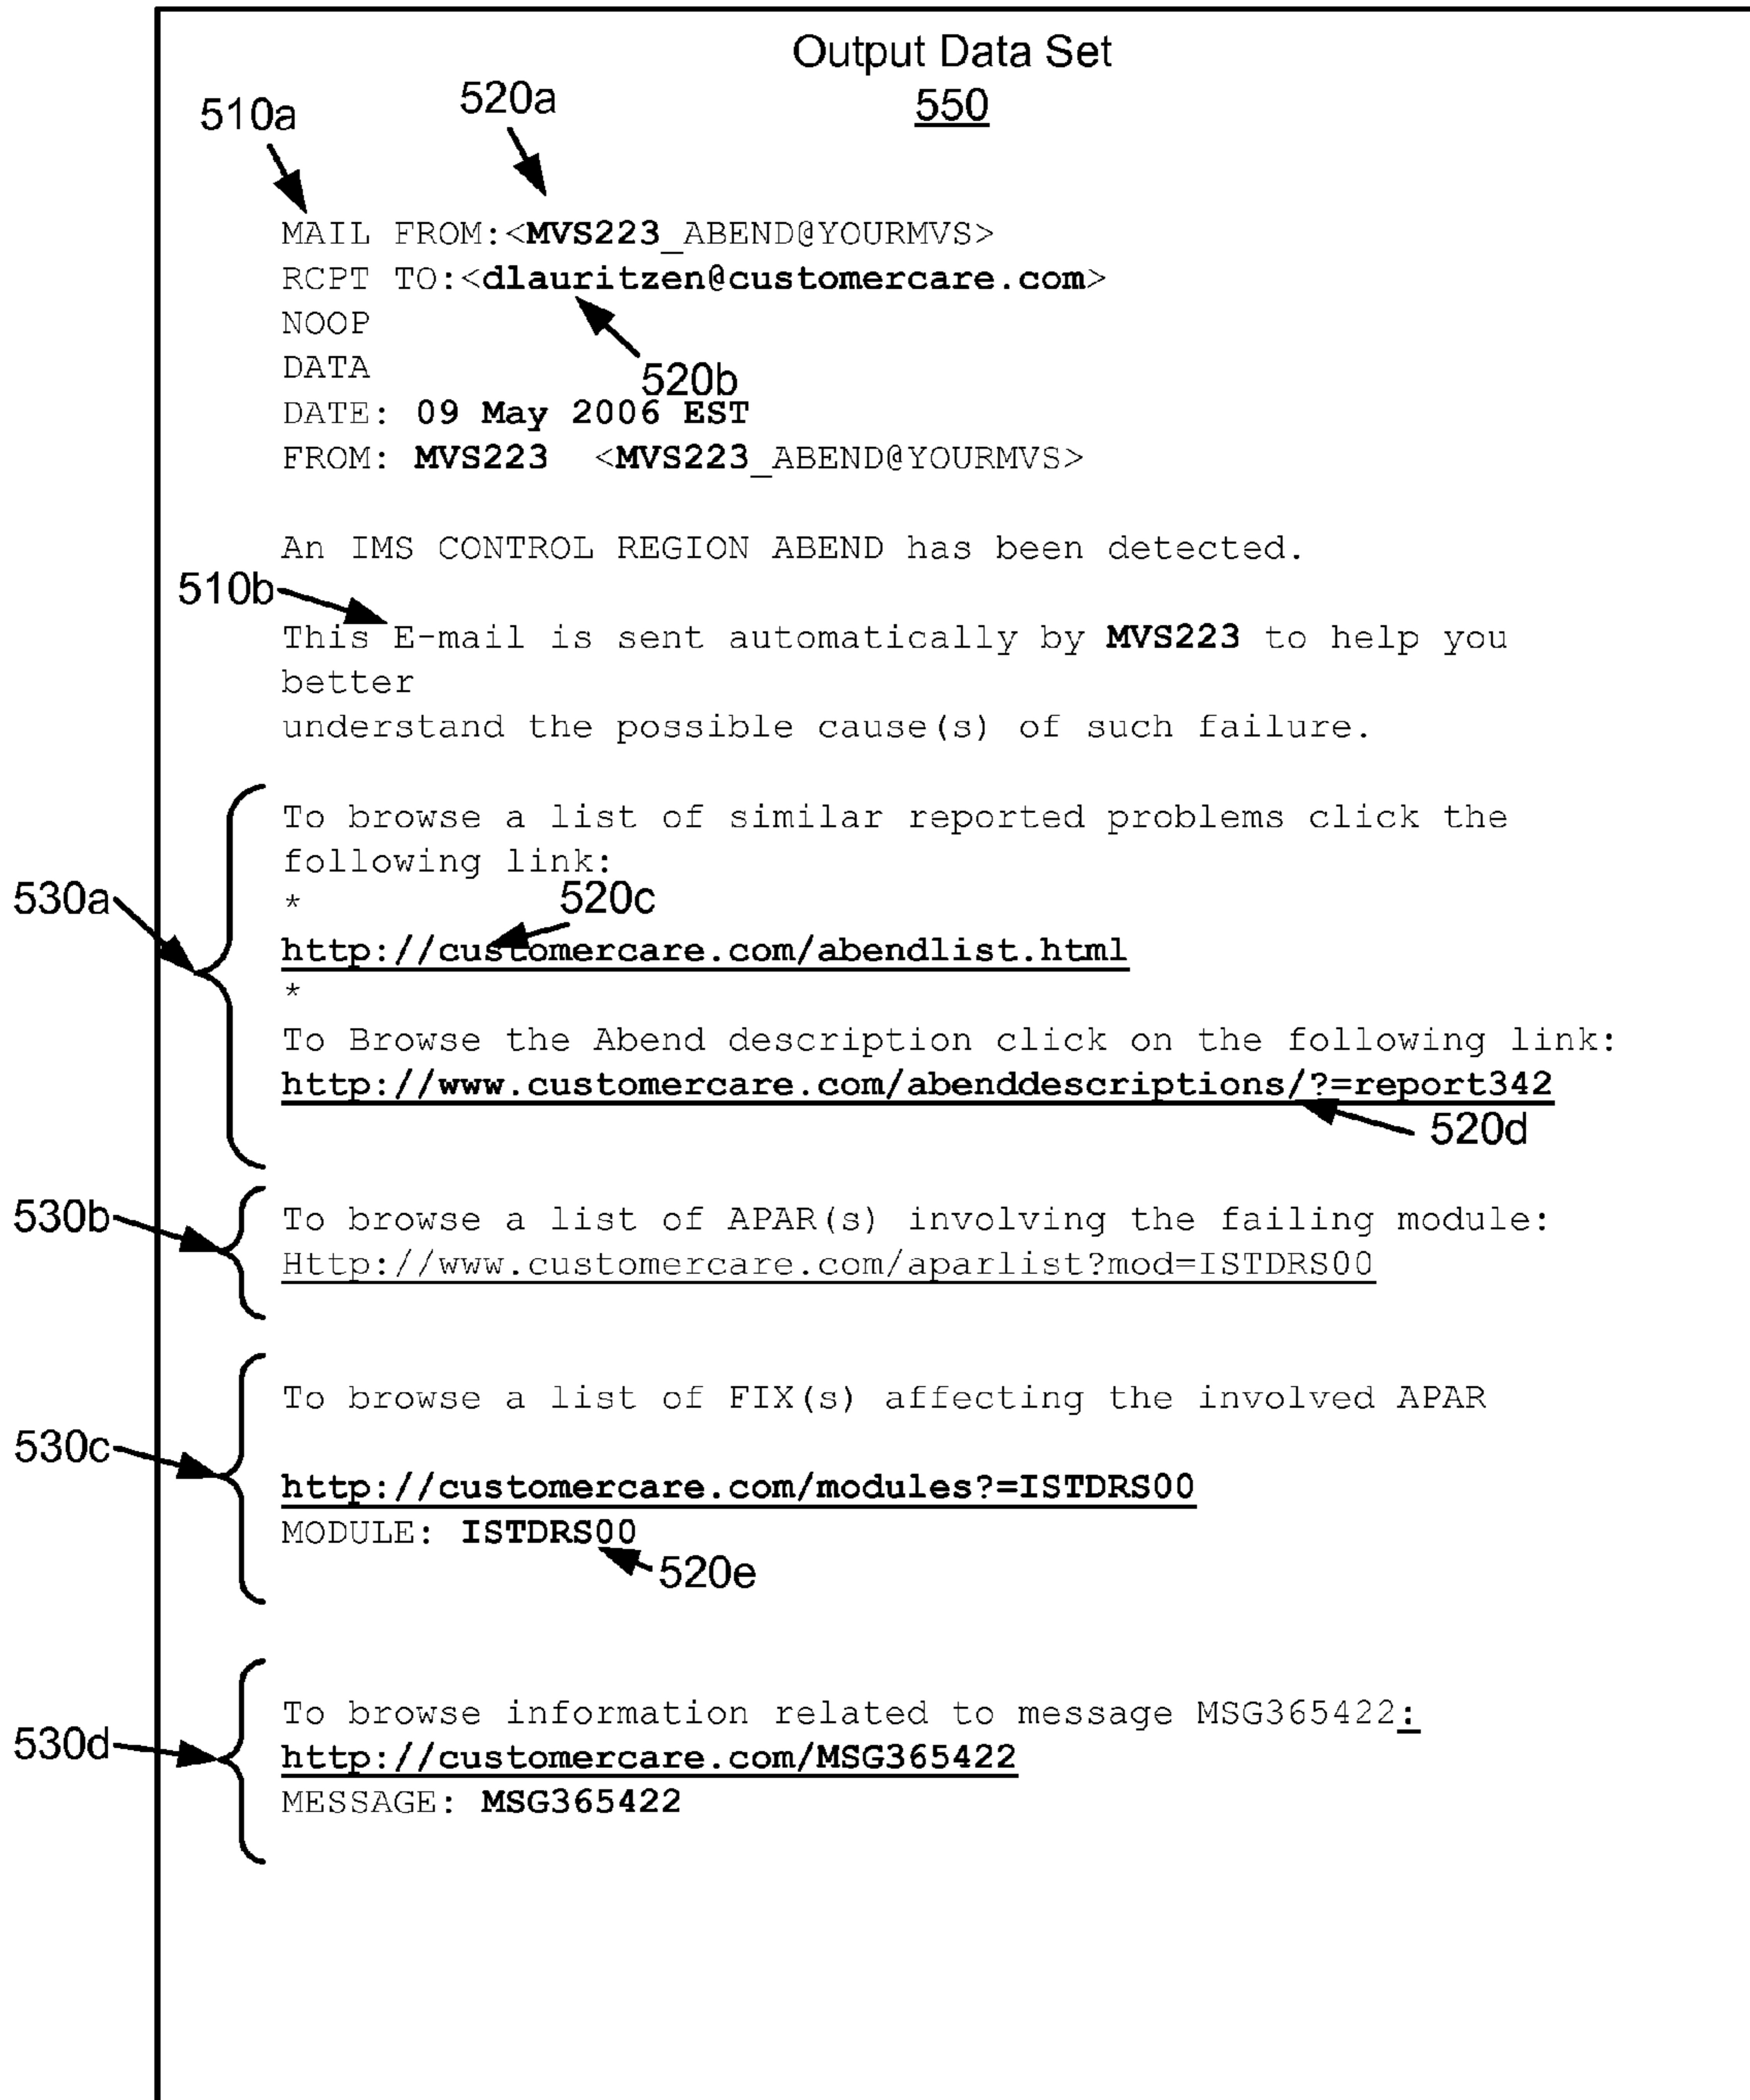 Output Data Set
550
510a
520a
MAIL FROM:<MVS223_ABEND@YOURMVS>
RCPT TO:<dlauritzen@customercare.com>
NOOP
DATA
520b
DATE: 09 May 2006 EST
FROM: MVS223 <MVS223_ABEND@YOURMVS>
An IMS CONTROL REGION ABEND has been detected.
510b
This E-mail is sent automatically by MVS223 to help you
better
understand the possible cause(s) of such failure.
530a
To browse a list of similar reported problems click the
following link:
*
520c
http://customercare.com/abendlist.html
*
To Browse the Abend description click on the following link:
http://www.customercare.com/abenddescriptions/?=report342
520d
530b
To browse a list of APAR(s) involving the failing module:
Http://www.customercare.com/aparlist?mod=ISTDRS00
530c
To browse a list of FIX(s) affecting the involved APAR
http://customercare.com/modules?=ISTDRS00
MODULE: ISTDRS00
520e
530d
To browse information related to message MSG365422:
http://customercare.com/MSG365422
MESSAGE: MSG365422